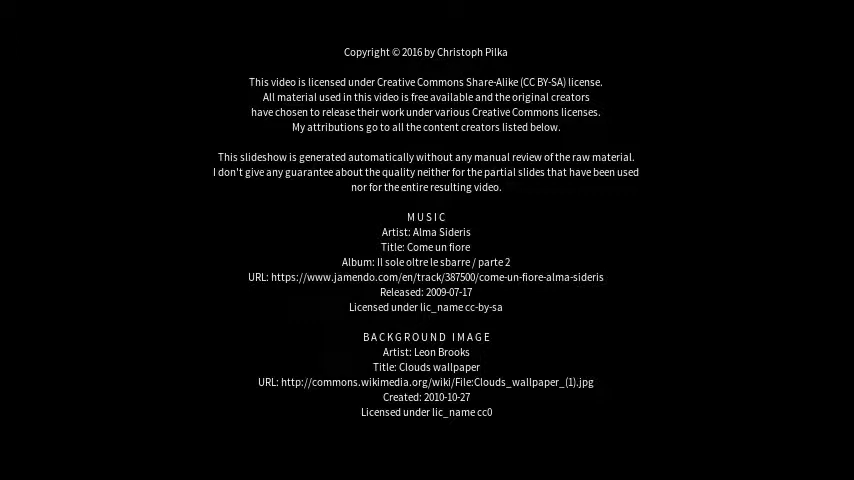 Copyright © 2016 by Christoph Pilka
This video is licensed under Creative Commons Share-Alike (CC BY-SA) license.
All material used in this video is free available and the original creators
have chosen to release their work under various Creative Commons licenses.
My attributions go to all the content creators listed below.
This slideshow is generated automatically without any manual review of the raw material.
I don't give any guarantee about the quality neither for the partial slides that have been used
nor for the entire resulting video.
MUSIC
Artist: Alma Sideris
Title: Come un fiore
Album: Il sole oltre le sbarre / parte 2
URL: https://www.jamendo.com/en/track/387500/come-un-fiore-alma-sideris
Released: 2009-07-17
Licensed under lic_name cc-by-sa
BACKGROUND IMAGE
Artist: Leon Brooks
Title: Clouds wallpaper
URL: http://commons.wikimedia.org/wiki/File:Clouds_wallpaper_(1).jpg
Created: 2010-10-27
Licensed under lic_name cc0